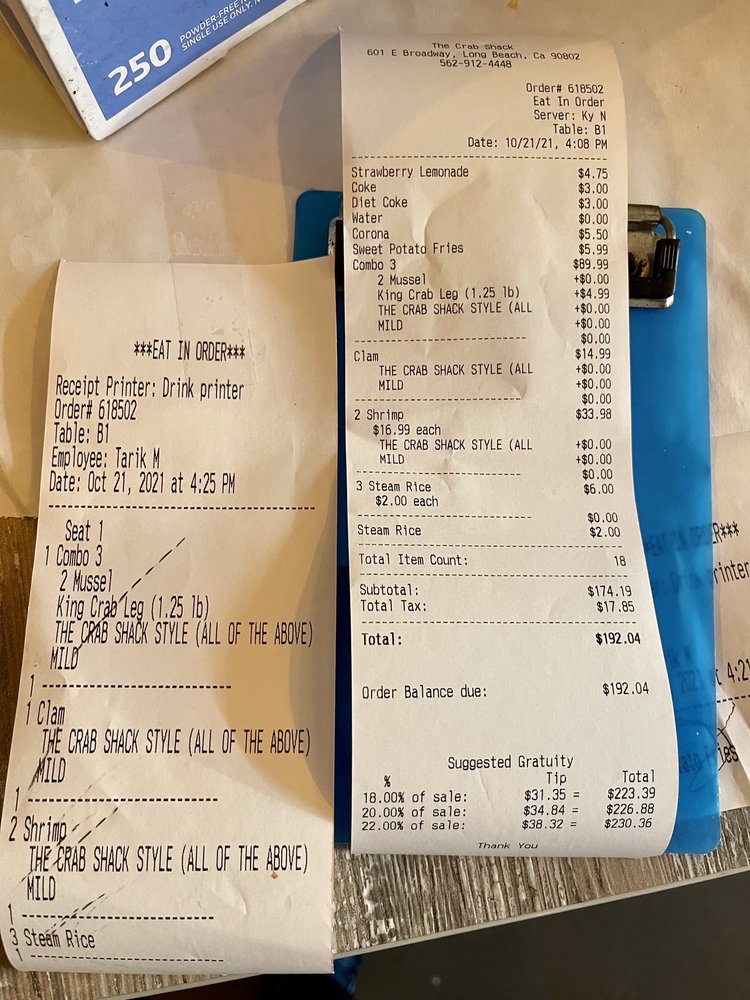 250
POWDER-FREE
SINGLE USE ONLY.
The Crab Shack
601 E Broadway, Long Beach, Ca 90802
562-912-4448
Order# 618502
Eat In Order
Server: Ky N
Table: B1
Date: 10/21/21, 4:08 PM
Strawberry Lemonade $4.75
Coke $3.00
Diet Coke $3.00
Water $0.00
Corona $5.50
Sweet Potato Fries $5.99
Combo 3 $89.99
2 Mussel +$0.00
King Crab Leg (1.25 lb) +$4.99
THE CRAB SHACK STYLE (ALL +$0.00
MILD +$0.00
$0.00
Clam $14.99
THE CRAB SHACK STYLE (ALL +$0.00
MILD +$0.00
$0.00
2 Shrimp $33.98
$16.99 each
THE CRAB SHACK STYLE (ALL +$0.00
MILD +$0.00
$0.00
3 Steam Rice $6.00
$2.00 each
$0.00
Steam Rice $2.00
Total Item Count: 18
Subtotal: $174.19
Total Tax: $17.85
Total: $192.04
Order Balance due: $192.04
Suggested Gratuity
% Tip Total
18.00% of sale: $31.35 = $223.39
20.00% of sale: $34.84 = $226.88
22.00% of sale: $38.32 = $230.36
Thank You
***EAT IN ORDER***
Receipt Printer: Drink printer
Order# 618502
Table: B1
Employee: Tarik M
Date: Oct 21, 2021 at 4:25 PM
Seat 1
1 Combo 3
2 Mussel
King Crab Leg (1.25 lb)
THE CRAB SHACK STYLE (ALL OF THE ABOVE)
MILD
1
1 Clam
THE CRAB SHACK STYLE (ALL OF THE ABOVE)
MILD
1
2 Shrimp
THE CRAB SHACK STYLE (ALL OF THE ABOVE)
MILD
1
3 Steam Rice
1